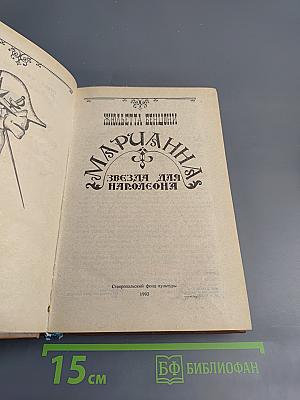 ЖЮЛЬЕТТА БЕНЦОНИ
МАРИАННА
ЗВЕЗДА ДЛЯ
НАПОЛЕОНА
Ставропольский фонд культуры
1992
15 см
БФ БИБЛИОФАН